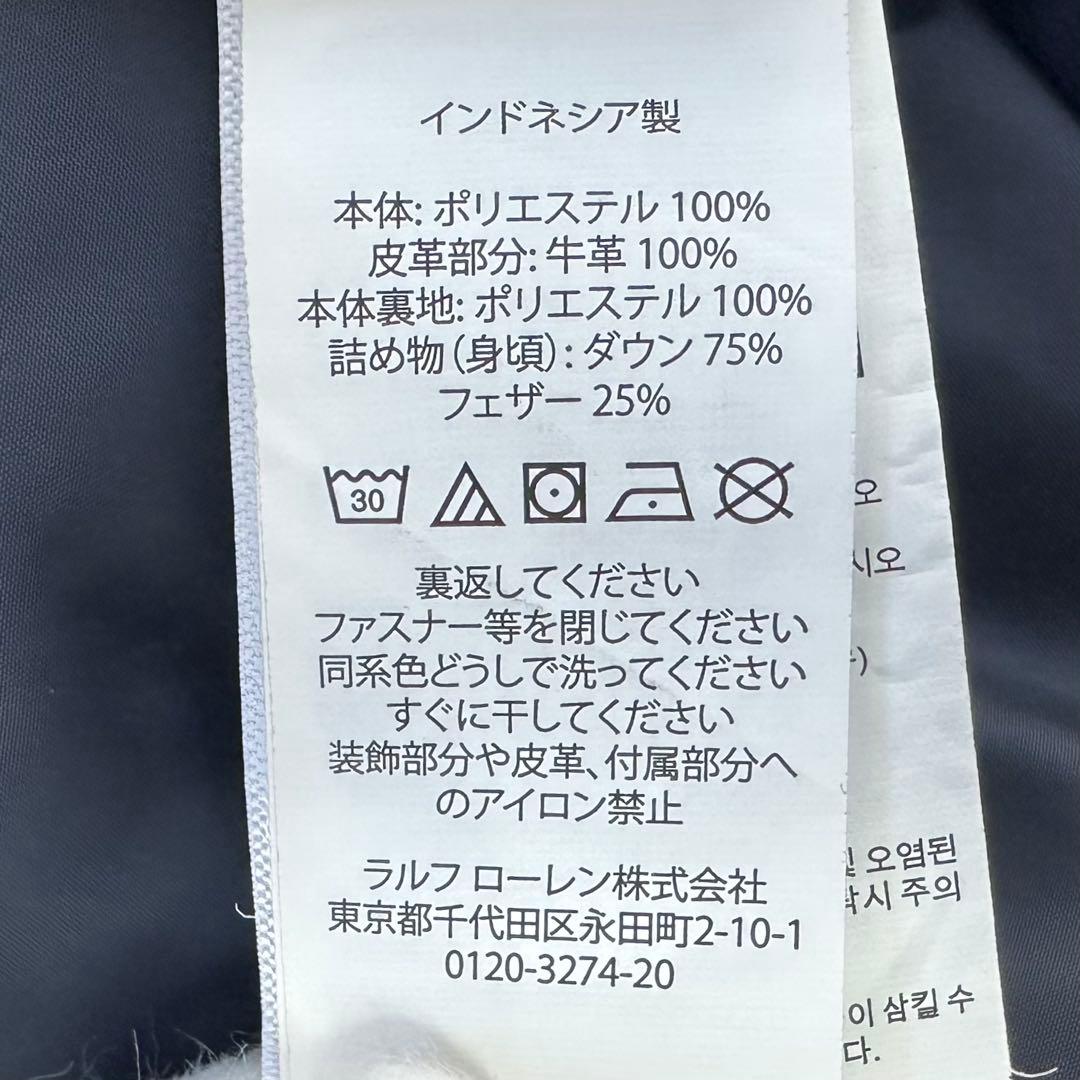 インドネシア製
本体: ポリエステル 100%
皮革部分: 牛革 100%
本体裏地: ポリエステル 100%
詰め物 (身頃) : ダウン 75%
フェザー 25%
30
裏返してください
ファスナー等を閉じてください
同系色どうしで洗ってください
すぐに干してください
装飾部分や皮革、付属部分へ
のアイロン禁止
ラルフ ローレン株式会社
東京都千代田区永田町2-10-1
0120-3274-20
오
시오
)
오염된
시 주의
이 삼킬 수
다.